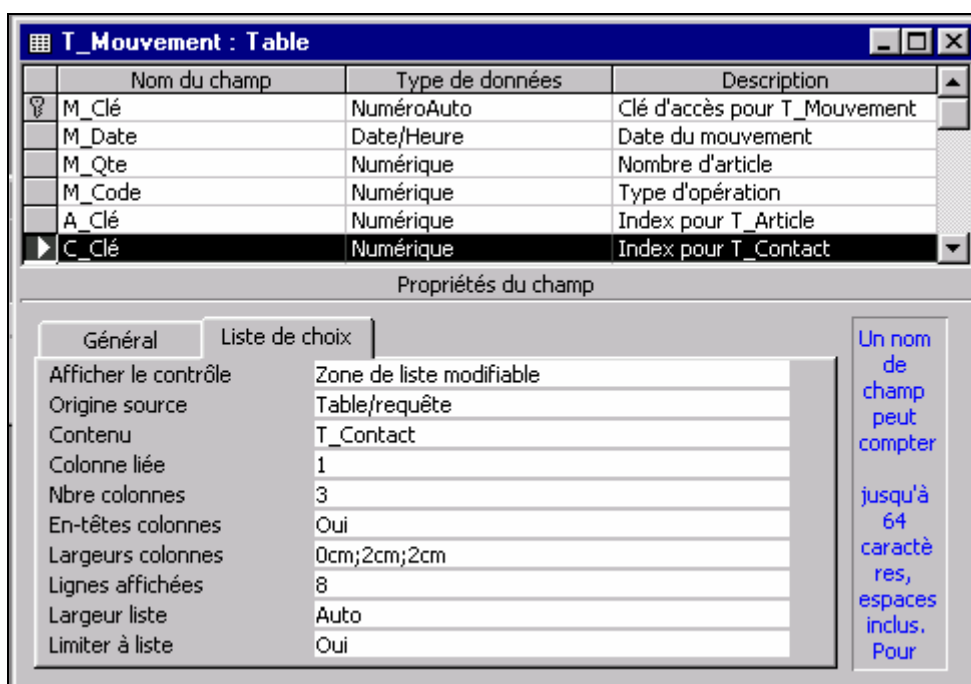 T_Mouvement : Table
Nom du champ Type de données Description
M_Clé NuméroAuto Clé d'accès pour T_Mouvement
M_Date Date/Heure Date du mouvement
M_Qte Numérique Nombre d'article
M_Code Numérique Type d'opération
A_Clé Numérique Index pour T_Article
C_Clé Numérique Index pour T_Contact
Propriétés du champ
Général Liste de choix
Afficher le contrôle Zone de liste modifiable
Origine source Table/requête
Contenu T_Contact
Colonne liée 1
Nbre colonnes 3
En-têtes colonnes Oui
Largeurs colonnes 0cm;2cm;2cm
Lignes affichées 8
Largeur liste Auto
Limiter à liste Oui
Un nom
de
champ
peut
compter
jusqu'à
64
caractè
res,
espaces
inclus.
Pour